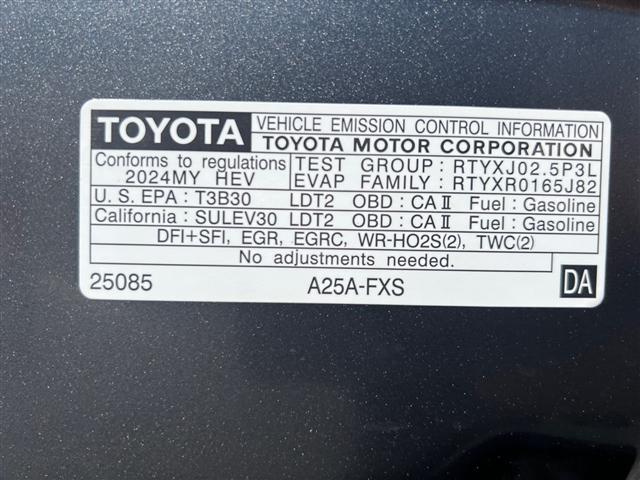 TOYOTA VEHICLE EMISSION CONTROL INFORMATION
TOYOTA MOTOR CORPORATION
Conforms to regulations TEST GROUP : RTYXJ02.5P3L
2024MY HEV EVAP FAMILY : RTYXR0165J82
U. S. EPA : T3B30 LDT2 OBD : CA II Fuel : Gasoline
California : SULEV30 LDT2 OBD : CA II Fuel : Gasoline
DFI+SFI, EGR, EGRC, WR-HO2S(2), TWC(2)
No adjustments needed.
25085 A25A-FXS DA